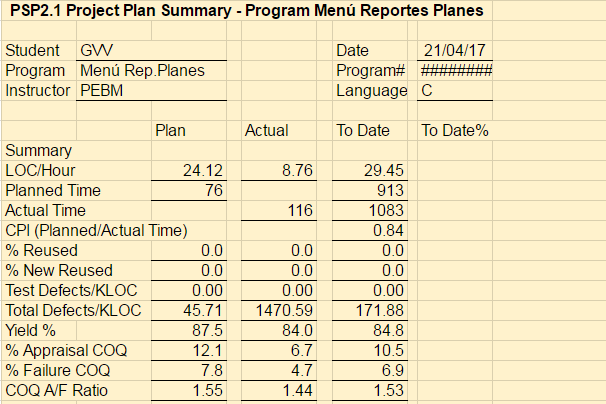 PSP2.1 Project Plan Summary - Program Menú Reportes Planes
Student GVV Date 21/04/17
Program Menú Rep.Planes Program# ########
Instructor PEBM Language C
Plan Actual To Date To Date%
Summary
LOC/Hour 24.12 8.76 29.45
Planned Time 76 913
Actual Time 116 1083
CPI (Planned/Actual Time) 0.84
% Reused 0.0 0.0 0.0
% New Reused 0.0 0.0 0.0
Test Defects/KLOC 0.00 0.00 0.00
Total Defects/KLOC 45.71 1470.59 171.88
Yield % 87.5 84.0 84.8
% Appraisal COQ 12.1 6.7 10.5
% Failure COQ 7.8 4.7 6.9
COQ A/F Ratio 1.55 1.44 1.53